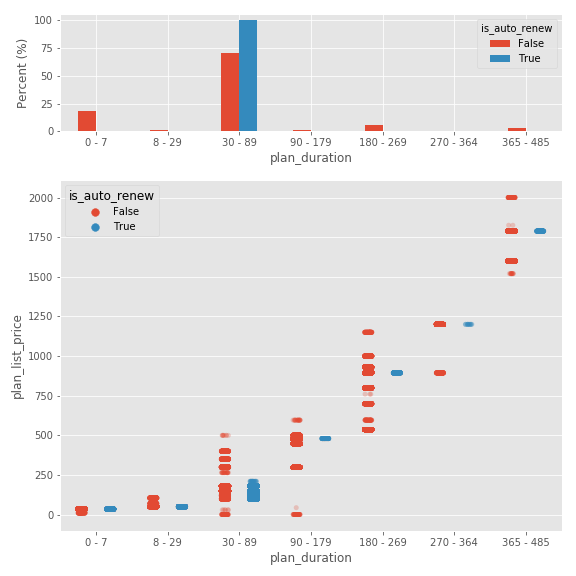 100
75
50
25
0
Percent (%)
is_auto_renew
False
True
0 - 7
8 - 29
30 - 89
90 - 179
180 - 269
270 - 364
365 - 485
plan_duration
2000
1750
1500
1250
1000
750
500
250
0
plan_list_price
is_auto_renew
False
True
0 - 7
8 - 29
30 - 89
90 - 179
180 - 269
270 - 364
365 - 485
plan_duration